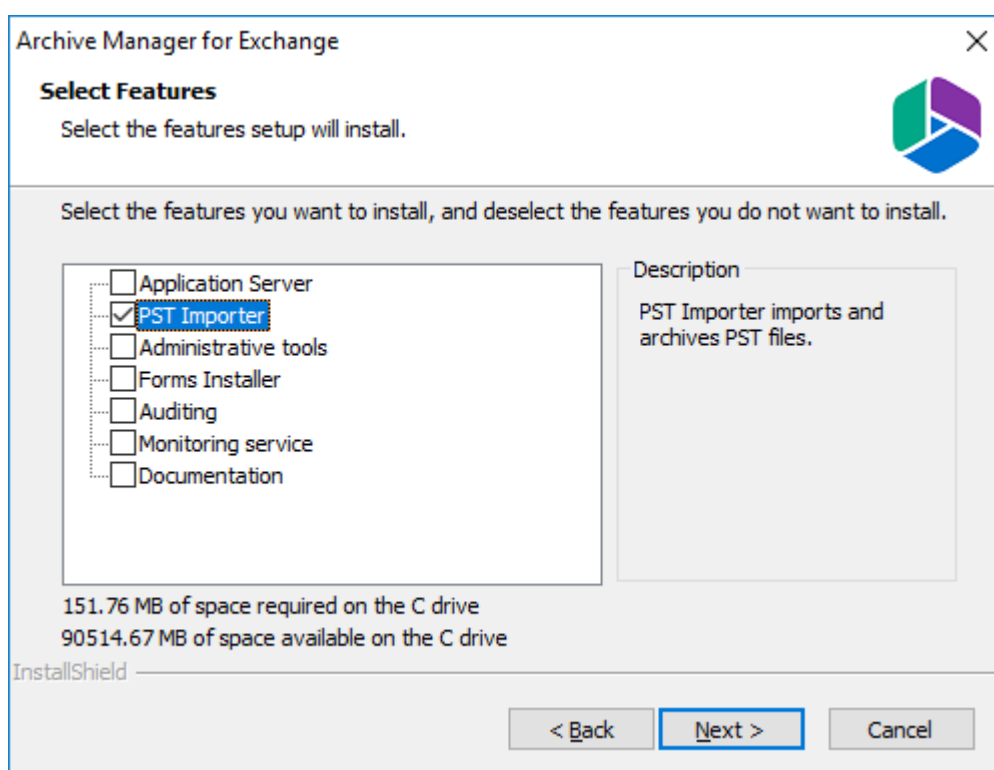 Archive Manager for Exchange
Select Features
Select the features setup will install.
Select the features you want to install, and deselect the features you do not want to install.
Application Server
PST Importer
Administrative tools
Forms Installer
Auditing
Monitoring service
Documentation
Description
PST Importer imports and
archives PST files.
151.76 MB of space required on the C drive
90514.67 MB of space available on the C drive
InstallShield
< Back
Next >
Cancel